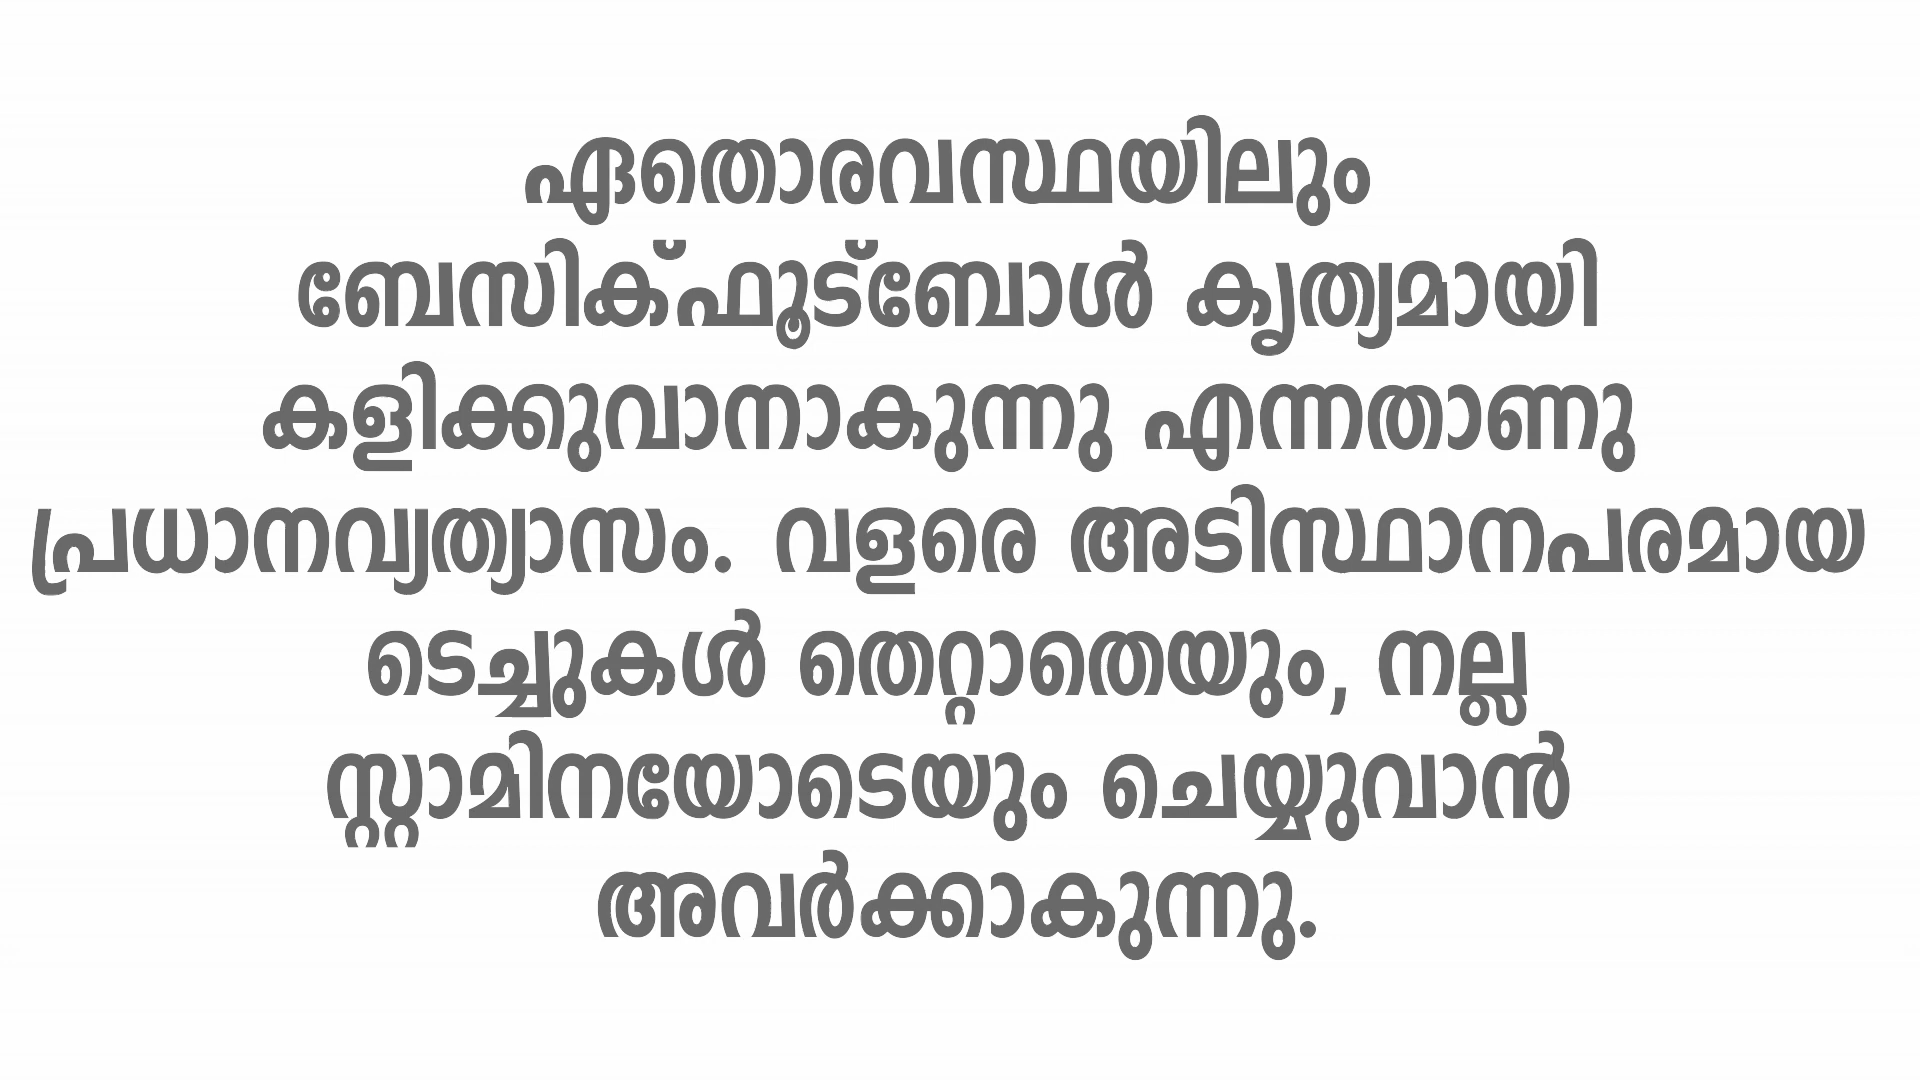 ഏതൊരവസ്ഥയിലും
ബേസിക്ഫൂട്ബോൾ കൃത്യമായി
കളിക്കുവാനാകുന്നു എന്നതാണു
പ്രധാനവ്യത്യാസം. വളരെ അടിസ്ഥാനപരമായ
ടെച്ചുകൾ തെറ്റാതെയും, നല്ല
സ്റ്റാമിനയോടെയും ചെയ്യുവാൻ
അവർക്കാകുന്നു.